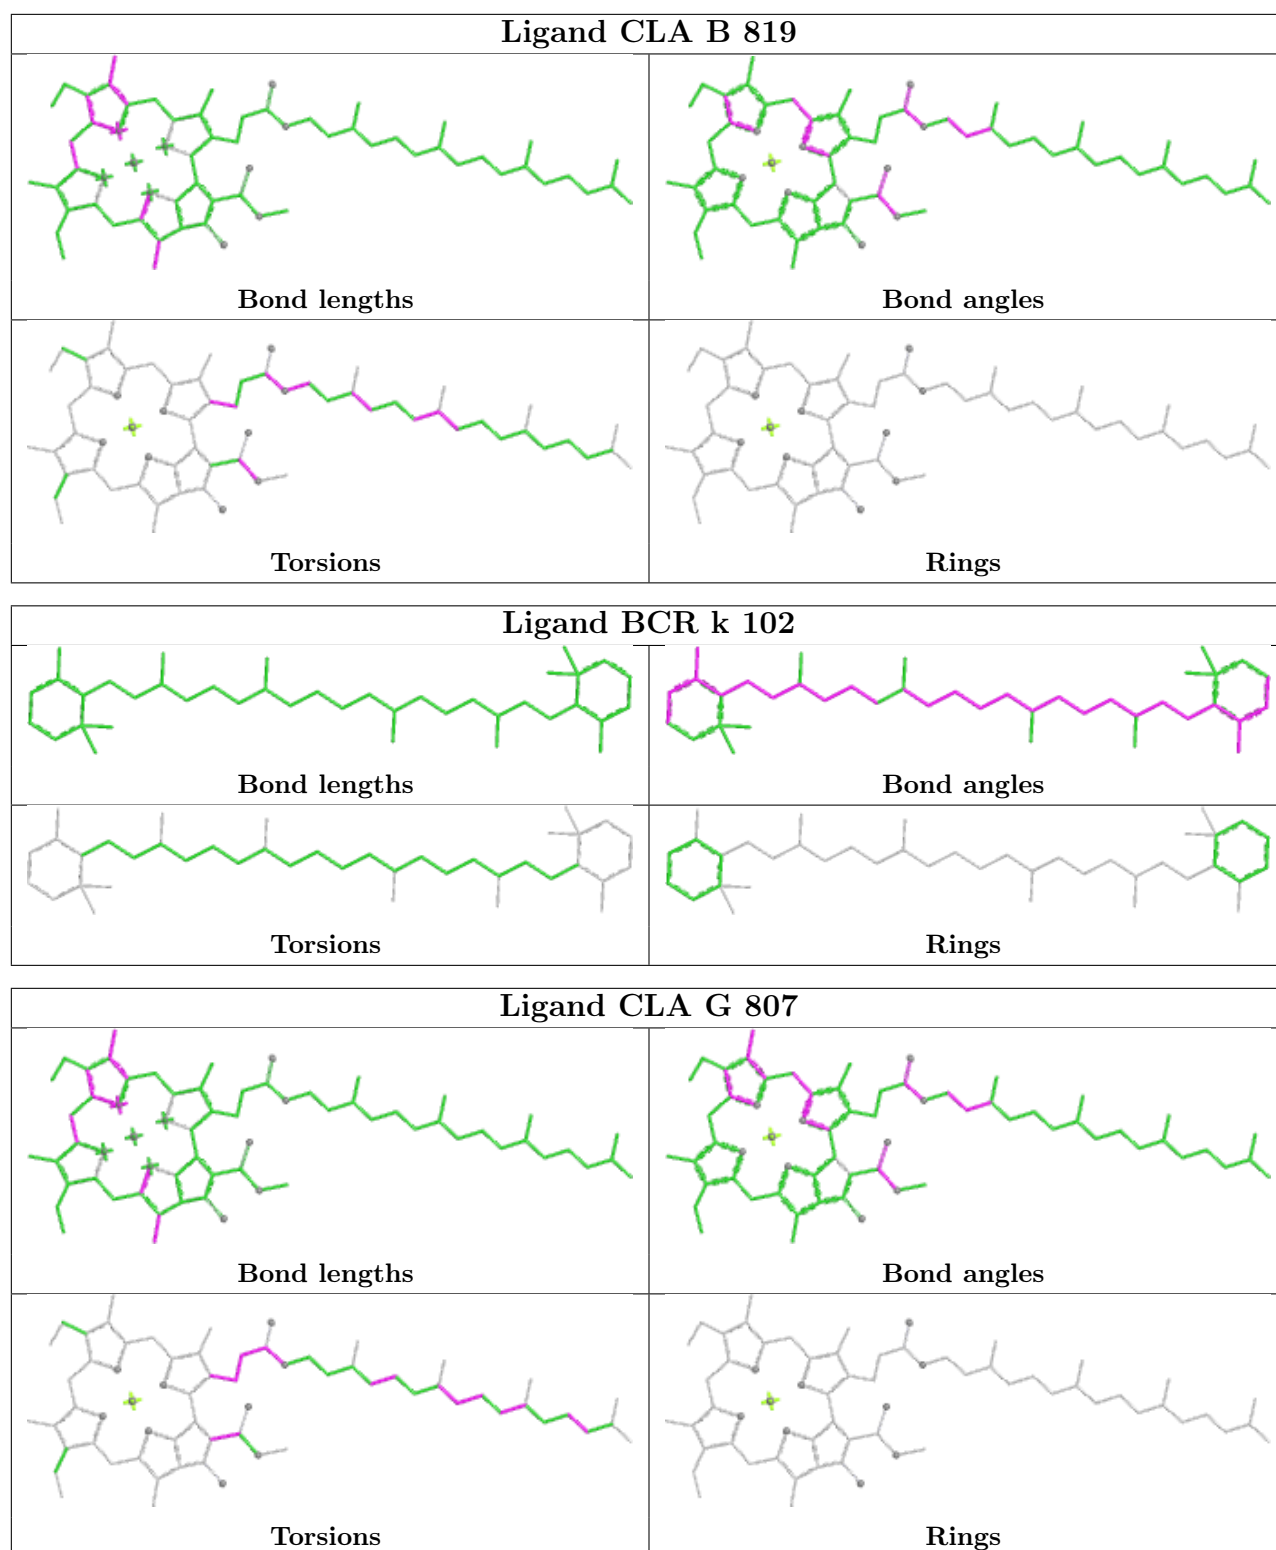 Ligand CLA B 819
Bond lengths
Bond angles
Torsions
Rings
Ligand BCR k 102
Bond lengths
Bond angles
Torsions
Rings
Ligand CLA G 807
Bond lengths
Bond angles
Torsions
Rings